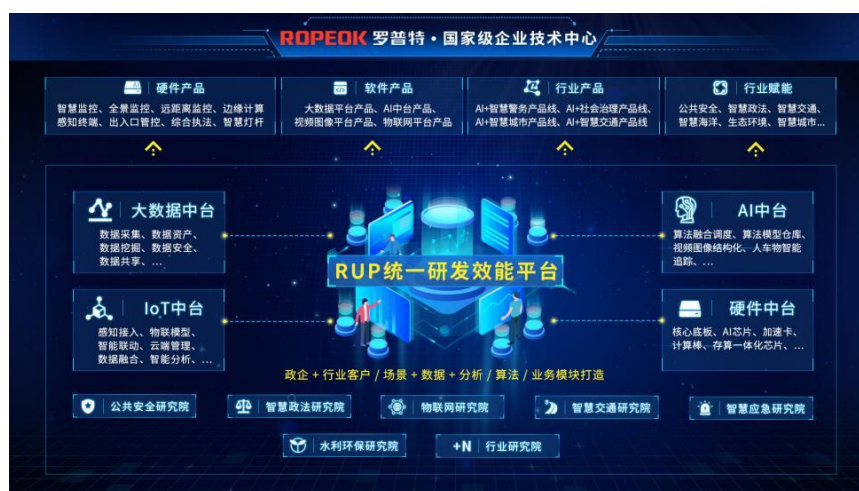 ROPEOK 罗普特·国家级企业技术中心
硬件产品
智慧监控、全景监控、远距离监控、边缘计算
感知终端、出入口管控、综合执法、智慧灯杆
软件产品
大数据平台产品、AI中台产品、
视频图像平台产品、物联网平台产品
行业产品
AI+智慧警务产品线、AI+社会治理产品线、
AI+智慧城市产品线、AI+智慧交通产品线
行业赋能
公共安全、智慧政法、智慧交通、
智慧海洋、生态环境、智慧城市...
大数据中台
数据采集、数据资产、
数据挖掘、数据安全、
数据共享、...
AI中台
算法融合调度、算法模型仓库、
视频图像结构化、人车物智能
追踪、...
RUP统一研发效能平台
IoT中台
感知接入、物联模型、
智能联动、云端管理、
数据融合、智能分析、...
硬件中台
核心底板、AI芯片、加速卡、
计算棒、存算一体化芯片、...
政企 + 行业客户 / 场景 + 数据 + 分析 / 算法 / 业务模块打造
公共安全研究院
智慧政法研究院
物联网研究院
智慧交通研究院
智慧应急研究院
水利环保研究院
+N 行业研究院